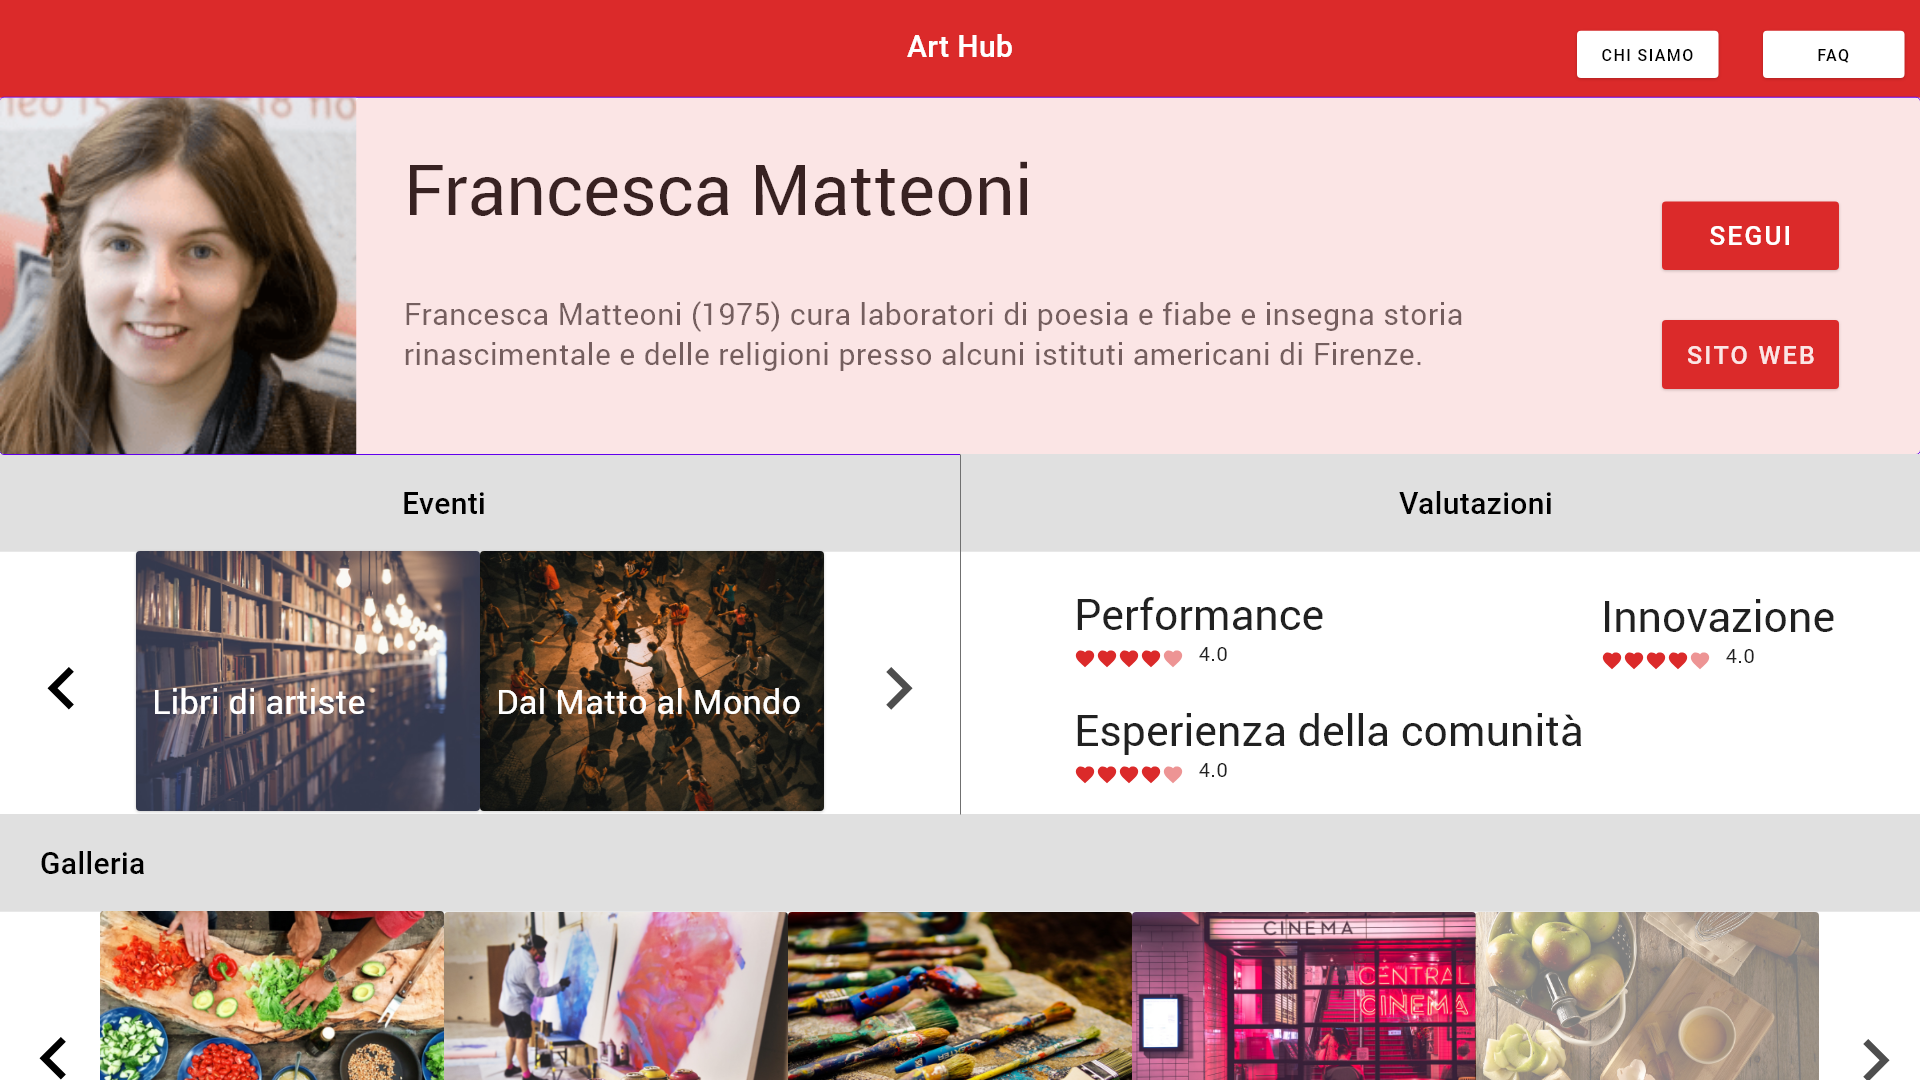 Art Hub
CHI SIAMO
FAQ
Francesca Matteoni
Francesca Matteoni (1975) cura laboratori di poesia e fiabe e insegna storia
rinascimentale e delle religioni presso alcuni istituti americani di Firenze.
SEGUI
SITO WEB
Eventi
Valutazioni
Libri di artiste
Dal Matto al Mondo
Performance
4.0
Innovazione
4.0
Esperienza della comunità
4.0
Galleria
CINEMA
CENTRAL
CINEMA